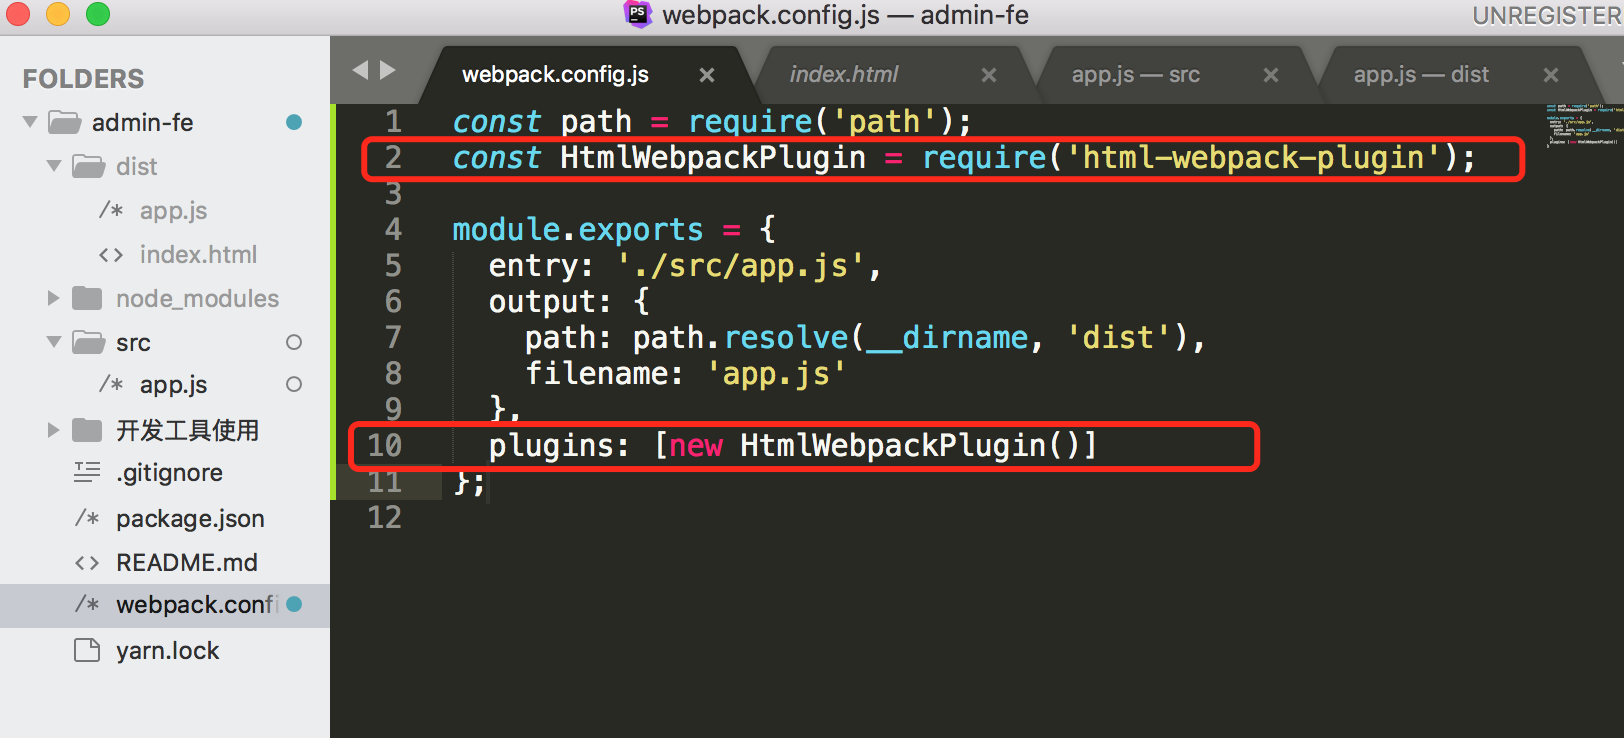 PS webpack.config.js — admin-fe
UNREGISTER
FOLDERS
admin-fe
dist
/* app.js
<> index.html
node_modules
src
/* app.js
开发工具使用
.gitignore
/* package.json
<> README.md
/* webpack.confi
yarn.lock
webpack.config.js × index.html × app.js — src × app.js — dist ×
1 const path = require('path');
2 const HtmlWebpackPlugin = require('html-webpack-plugin');
3
4 module.exports = {
5 entry: './src/app.js',
6 output: {
7 path: path.resolve(__dirname, 'dist'),
8 filename: 'app.js'
9 },
10 plugins: [new HtmlWebpackPlugin()]
11 };
12